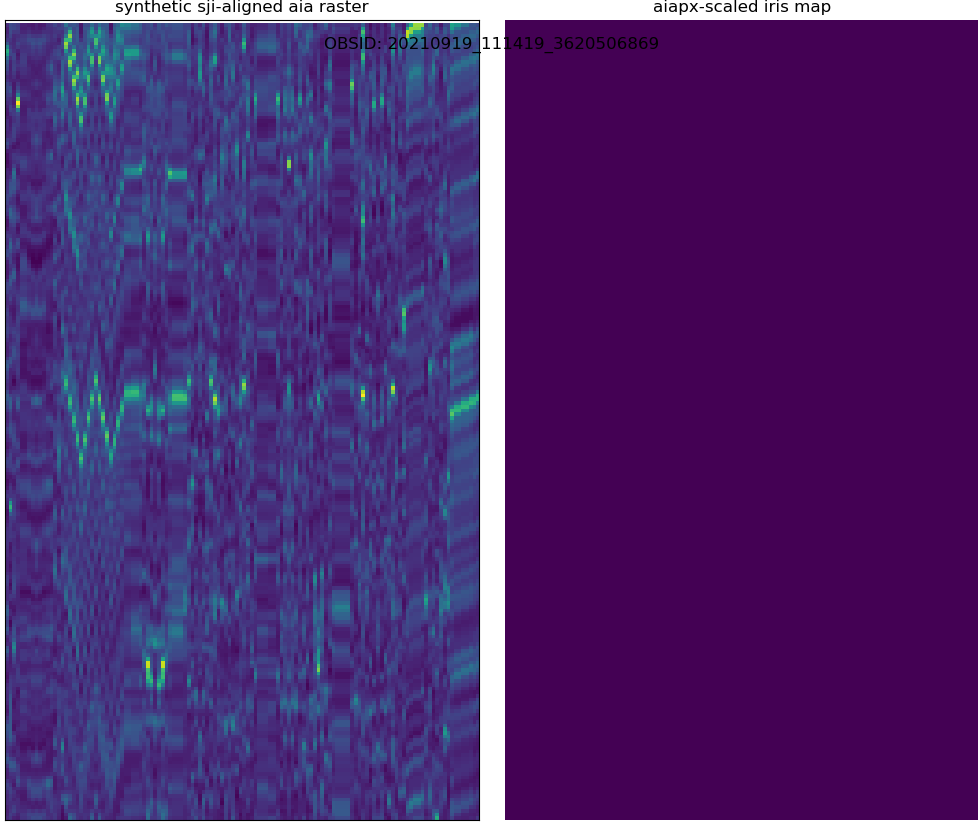 synthetic sji-aligned aia raster
aiapx-scaled iris map
OBSID: 20210919_111419_3620506869